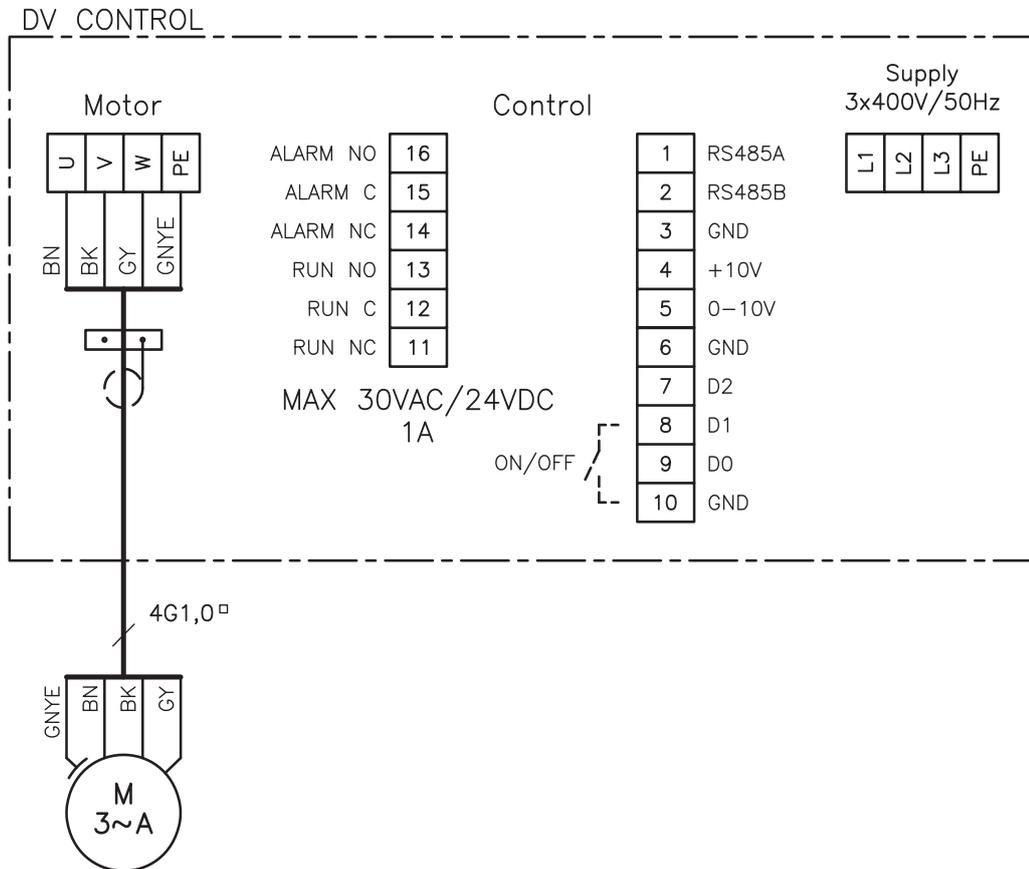 DV CONTROL
Motor
U V W PE
BN BK GY GNYE
Control
ALARM NO 16
ALARM C 15
ALARM NC 14
RUN NO 13
RUN C 12
RUN NC 11
MAX 30VAC/24VDC
1A
1 RS485A
2 RS485B
3 GND
4 +10V
5 0-10V
6 GND
7 D2
8 D1
9 D0
10 GND
ON/OFF
Supply
3x400V/50Hz
L1 L2 L3 PE
4G1,0□
GNYE BN BK GY
M
3~A